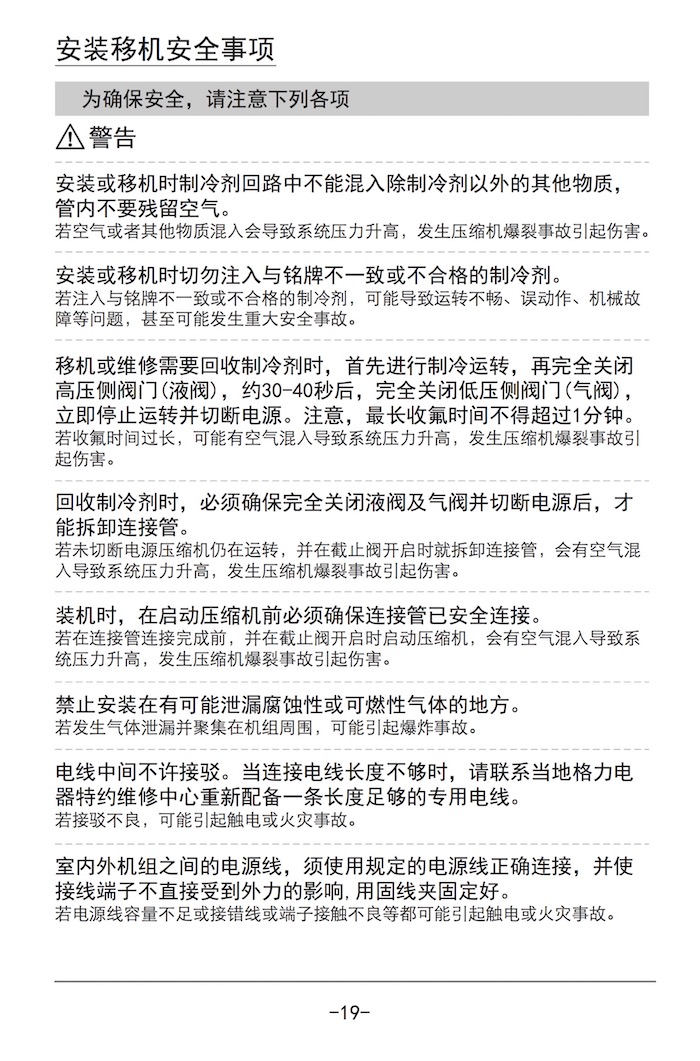 安装移机安全事项
为确保安全，请注意下列各项
警告
安装或移机时制冷剂回路中不能混入除制冷剂以外的其他物质，
管内不要残留空气。
若空气或者其他物质混入会导致系统压力升高，发生压缩机爆裂事故引起伤害。
安装或移机时切勿注入与铭牌不一致或不合格的制冷剂。
若注入与铭牌不一致或不合格的制冷剂，可能导致运转不畅、误动作、机械故
障等问题，甚至可能发生重大安全事故。
移机或维修需要回收制冷剂时，首先进行制冷运转，再完全关闭
高压侧阀门(液阀)，约30-40秒后，完全关闭低压侧阀门(气阀)，
立即停止运转并切断电源。注意，最长收氟时间不得超过1分钟。
若收氟时间过长，可能有空气混入导致系统压力升高，发生压缩机爆裂事故引
起伤害。
回收制冷剂时，必须确保完全关闭液阀及气阀并切断电源后，才
能拆卸连接管。
若未切断电源压缩机仍在运转，并在截止阀开启时就拆卸连接管，会有空气混
入导致系统压力升高，发生压缩机爆裂事故引起伤害。
装机时，在启动压缩机前必须确保连接管已安全连接。
若在连接管连接完成前，并在截止阀开启时启动压缩机，会有空气混入导致系
统压力升高，发生压缩机爆裂事故引起伤害。
禁止安装在有可能泄漏腐蚀性或可燃性气体的地方。
若发生气体泄漏并聚集在机组周围，可能引起爆炸事故。
电线中间不许接驳。当连接电线长度不够时，请联系当地格力电
器特约维修中心重新配备一条长度足够的专用电线。
若接驳不良，可能引起触电或火灾事故。
室内外机组之间的电源线，须使用规定的电源线正确连接，并使
接线端子不直接受到外力的影响,用固线夹固定好。
若电源线容量不足或接错线或端子接触不良等都可能引起触电或火灾事故。
-19-